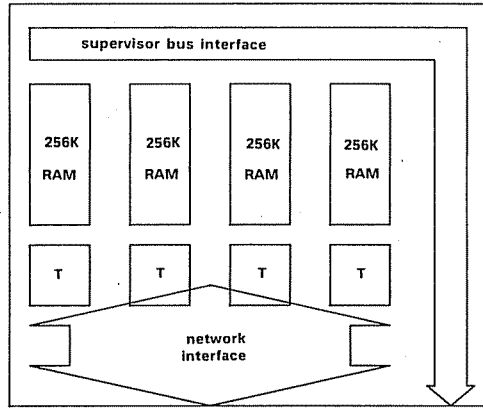 supervisor bus interface
256K 256K 256K 256K
RAM RAM RAM RAM
T T T T
network
interface